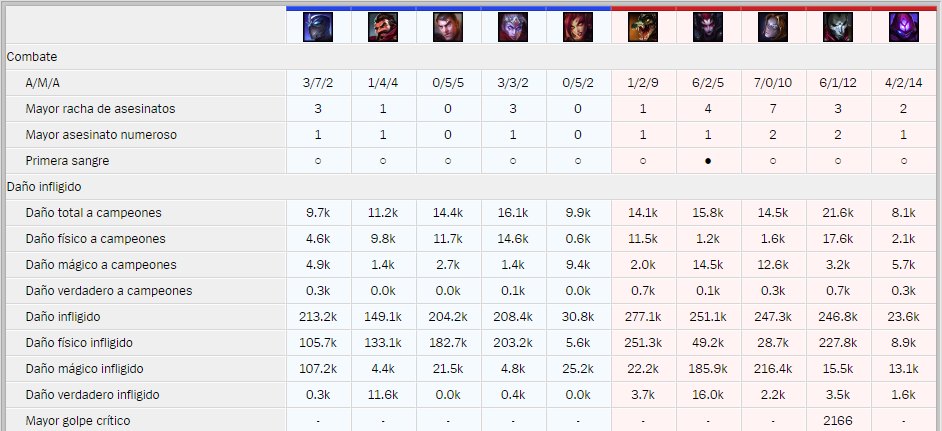 Combate
A/M/A 3/7/2 1/4/4 0/5/5 3/3/2 0/5/2 1/2/9 6/2/5 7/0/10 6/1/12 4/2/14
Mayor racha de asesinatos 3 1 0 3 0 1 4 7 3 2
Mayor asesinato numeroso 1 1 0 1 0 1 1 2 2 1
Primera sangre ○ ○ ○ ○ ○ ○ ● ○ ○ ○
Daño infligido
Daño total a campeones 9.7k 11.2k 14.4k 16.1k 9.9k 14.1k 15.8k 14.5k 21.6k 8.1k
Daño físico a campeones 4.6k 9.8k 11.7k 14.6k 0.6k 11.5k 1.2k 1.6k 17.6k 2.1k
Daño mágico a campeones 4.9k 1.4k 2.7k 1.4k 9.4k 2.0k 14.5k 12.6k 3.2k 5.7k
Daño verdadero a campeones 0.3k 0.0k 0.0k 0.1k 0.0k 0.7k 0.1k 0.3k 0.7k 0.3k
Daño infligido 213.2k 149.1k 204.2k 208.4k 30.8k 277.1k 251.1k 247.3k 246.8k 23.6k
Daño físico infligido 105.7k 133.1k 182.7k 203.2k 5.6k 251.3k 49.2k 28.7k 227.8k 8.9k
Daño mágico infligido 107.2k 4.4k 21.5k 4.8k 25.2k 22.2k 185.9k 216.4k 15.5k 13.1k
Daño verdadero infligido 0.3k 11.6k 0.0k 0.4k 0.0k 3.7k 16.0k 2.2k 3.5k 1.6k
Mayor golpe crítico - - - - - - - - 2166 -